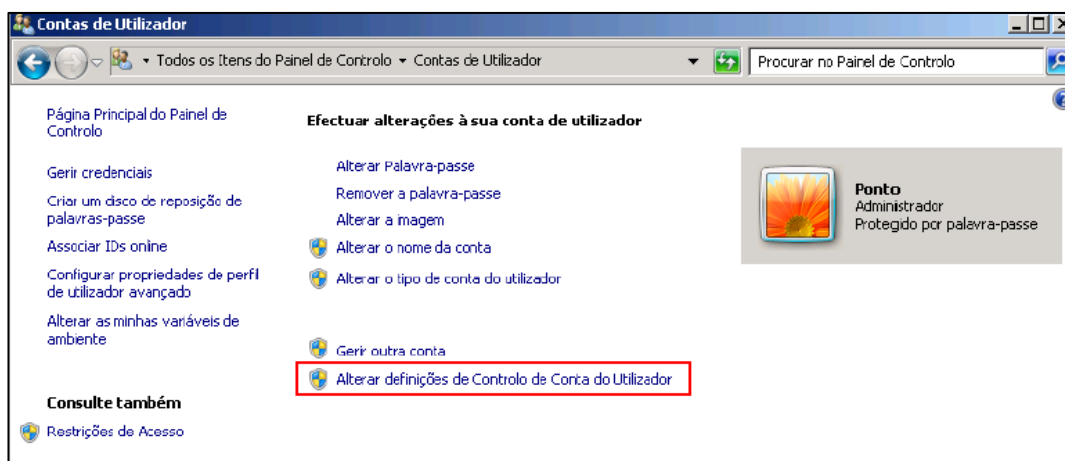 Contas de Utilizador
Todos os Itens do Painel de Controlo Contas de Utilizador
Procurar no Painel de Controlo
Página Principal do Painel de
Controlo
Gerir credenciais
Criar um disco de reposição de
palavras-passe
Associar IDs online
Configurar propriedades de perfil
de utilizador avançado
Alterar as minhas variáveis de
ambiente
Consulte também
Restrições de Acesso
Efectuar alterações à sua conta de utilizador
Alterar Palavra-passe
Remover a palavra-passe
Alterar a imagem
Alterar o nome da conta
Alterar o tipo de conta do utilizador
Gerir outra conta
Alterar definições de Controlo de Conta do Utilizador
Ponto
Administrador
Protegido por palavra-passe